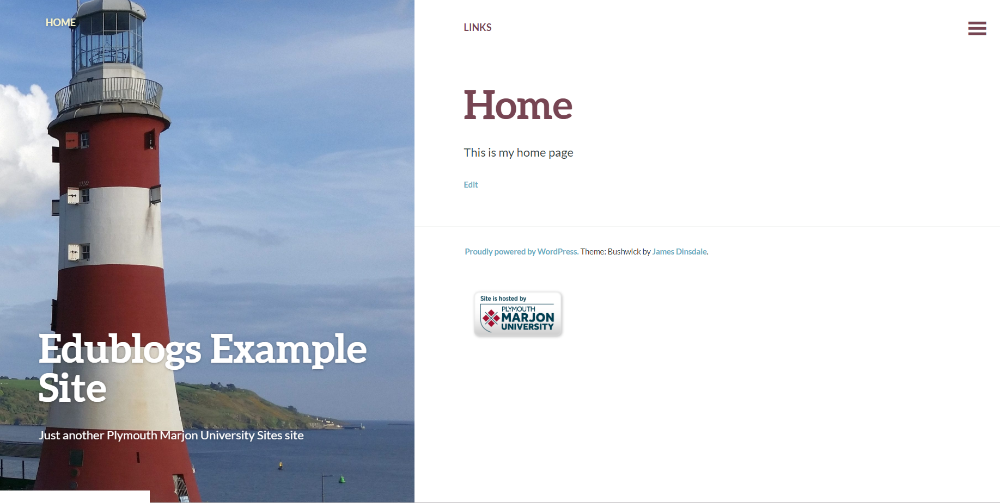 HOME
1759
Edublogs Example
Site
Just another Plymouth Marjon University Sites site
LINKS
Home
This is my home page
Edit
Proudly powered by WordPress. Theme: Bushwick by James Dinsdale.
Site is hosted by
PLYMOUTH
MARJON
UNIVERSITY